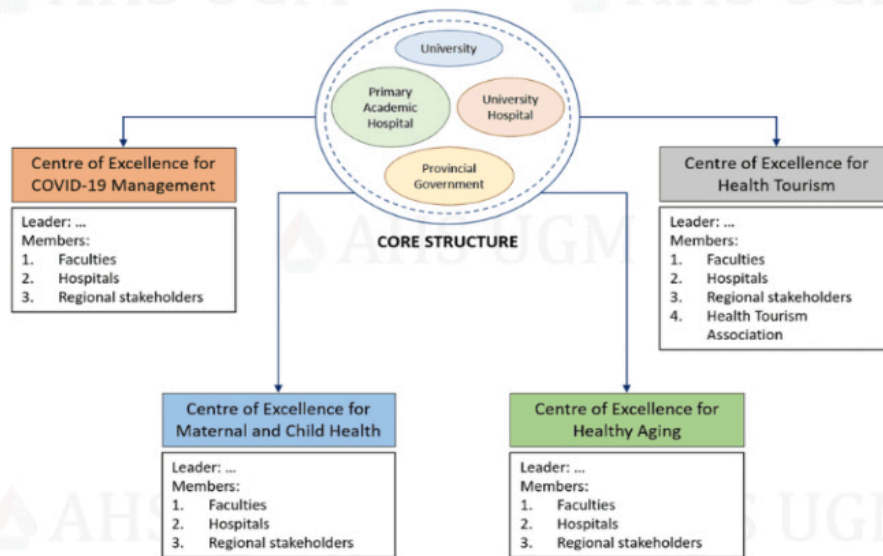 University
Primary
Academic
Hospital
University
Hospital
Provincial
Government
CORE STRUCTURE
Centre of Excellence for
COVID-19 Management
Leader: ...
Members:
1. Faculties
2. Hospitals
3. Regional stakeholders
Centre of Excellence for
Health Tourism
Leader: ...
Members:
1. Faculties
2. Hospitals
3. Regional stakeholders
4. Health Tourism
Association
AHS UGM
Centre of Excellence for
Maternal and Child Health
Leader: ...
Members:
1. Faculties
2. Hospitals
3. Regional stakeholders
Centre of Excellence for
Healthy Aging
Leader: ...
Members:
1. Faculties
2. Hospitals
3. Regional stakeholders